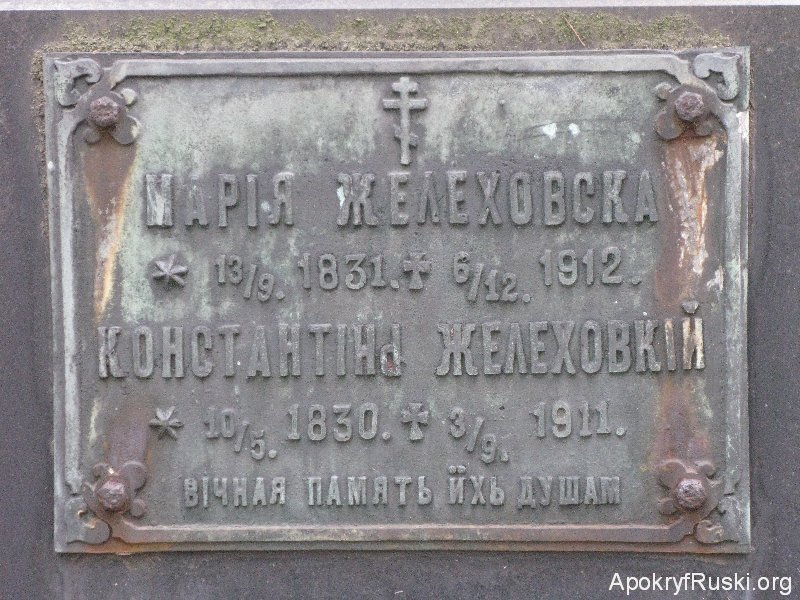 МАРІЯ ЖЕЛЕХОВСКА
* 13/9. 1831. ✠ 6/12. 1912.
КОНСТАНТІНЪ ЖЕЛЕХОВКІЙ
* 10/5. 1830. ✠ 3/9. 1911.
ВІЧНАЯ ПАМЯТЬ ЇХЬ ДУШАМ
ApokryfRuski.org